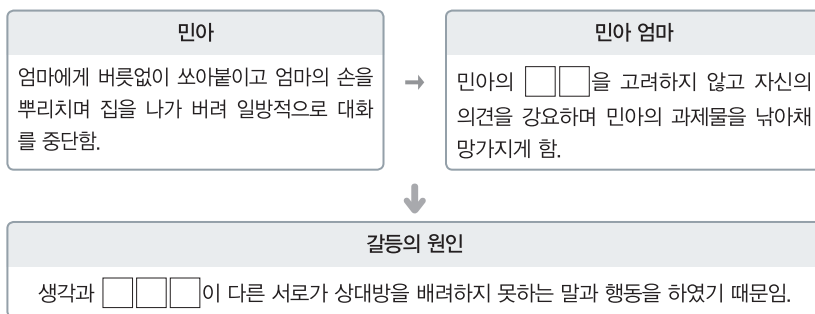 민아
엄마에게 버릇없이 쏘아붙이고 엄마의 손을
뿌리치며 집을 나가 버려 일방적으로 대화
를 중단함.
→
민아 엄마
민아의 □□을 고려하지 않고 자신의
의견을 강요하며 민아의 과제물을 낚아채
망가지게 함.
갈등의 원인
생각과 □□□이 다른 서로가 상대방을 배려하지 못하는 말과 행동을 하였기 때문임.